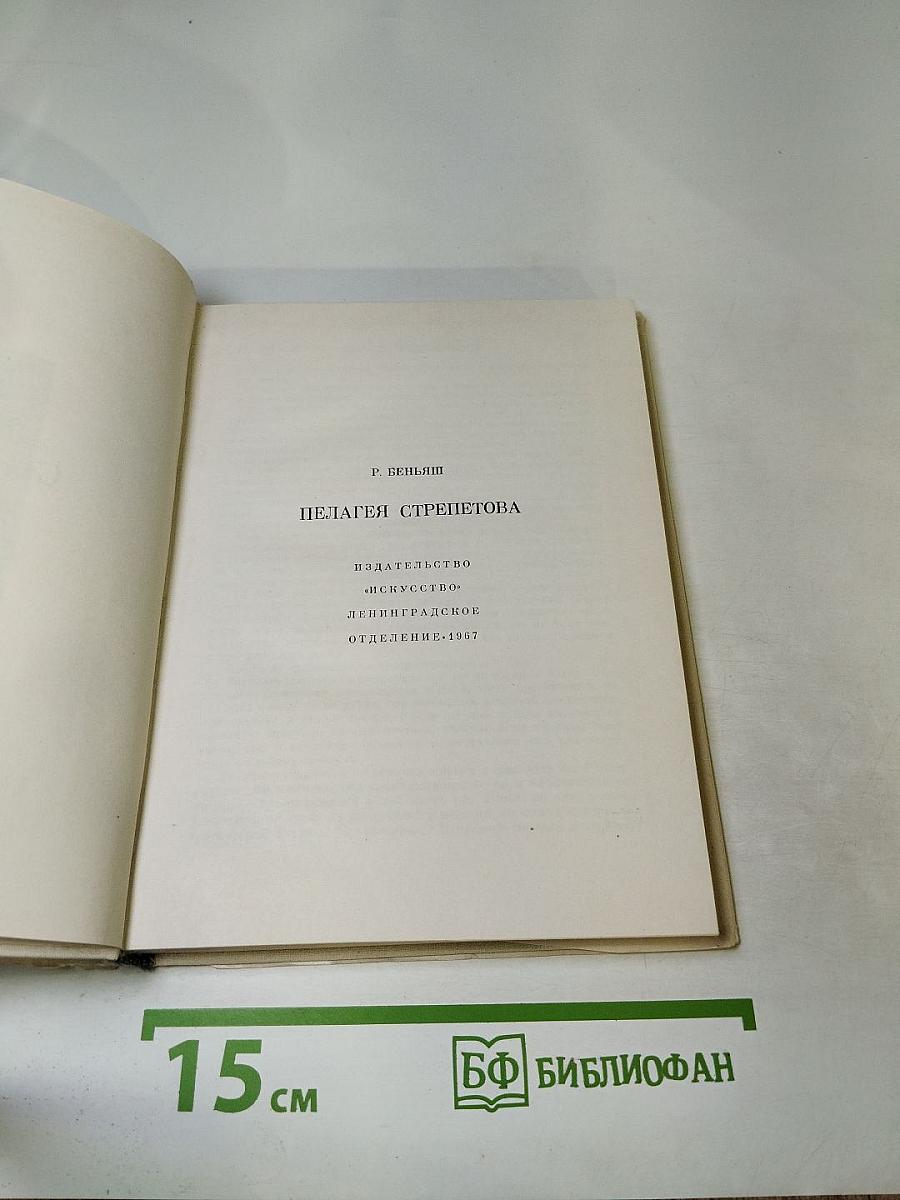 Р. БЕНЬЯШ
ПЕЛАГЕЯ СТРЕПЕТОВА
ИЗДАТЕЛЬСТВО
«ИСКУССТВО»
ЛЕНИНГРАДСКОЕ
ОТДЕЛЕНИЕ·1967
15 см
БФ БИБЛИОФАН